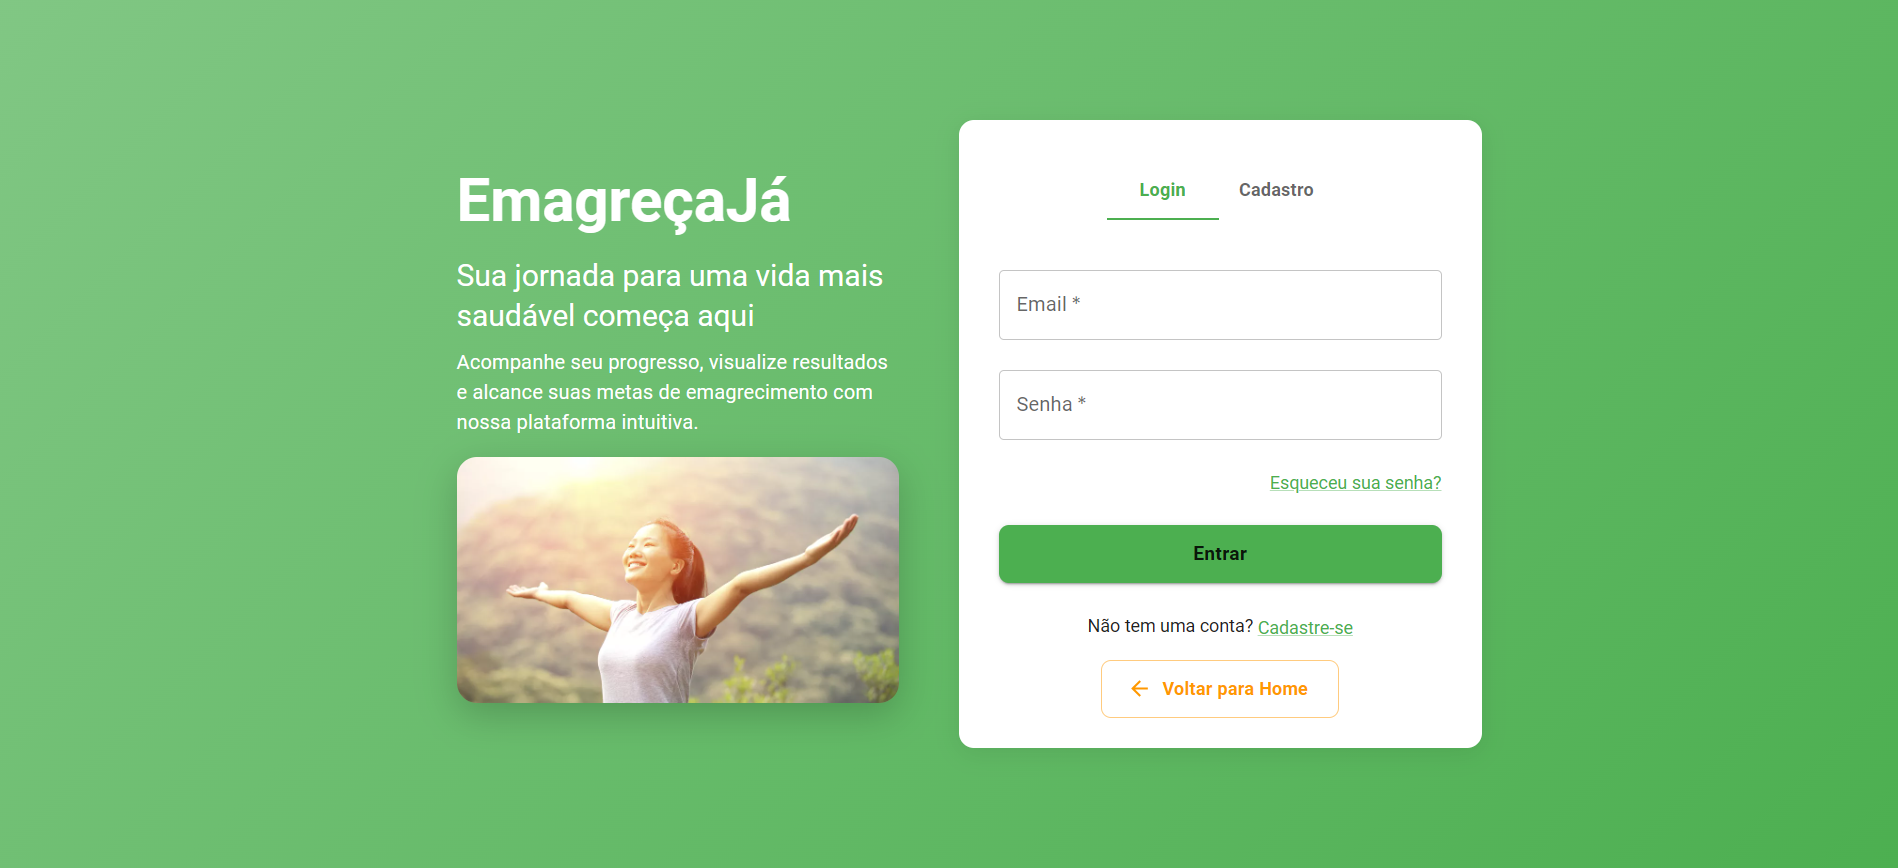 EmagreçaJá
Sua jornada para uma vida mais
saudável começa aqui
Acompanhe seu progresso, visualize resultados
e alcance suas metas de emagrecimento com
nossa plataforma intuitiva.
Login Cadastro
Email *
Senha *
Esqueceu sua senha?
Entrar
Não tem uma conta? Cadastre-se
Voltar para Home